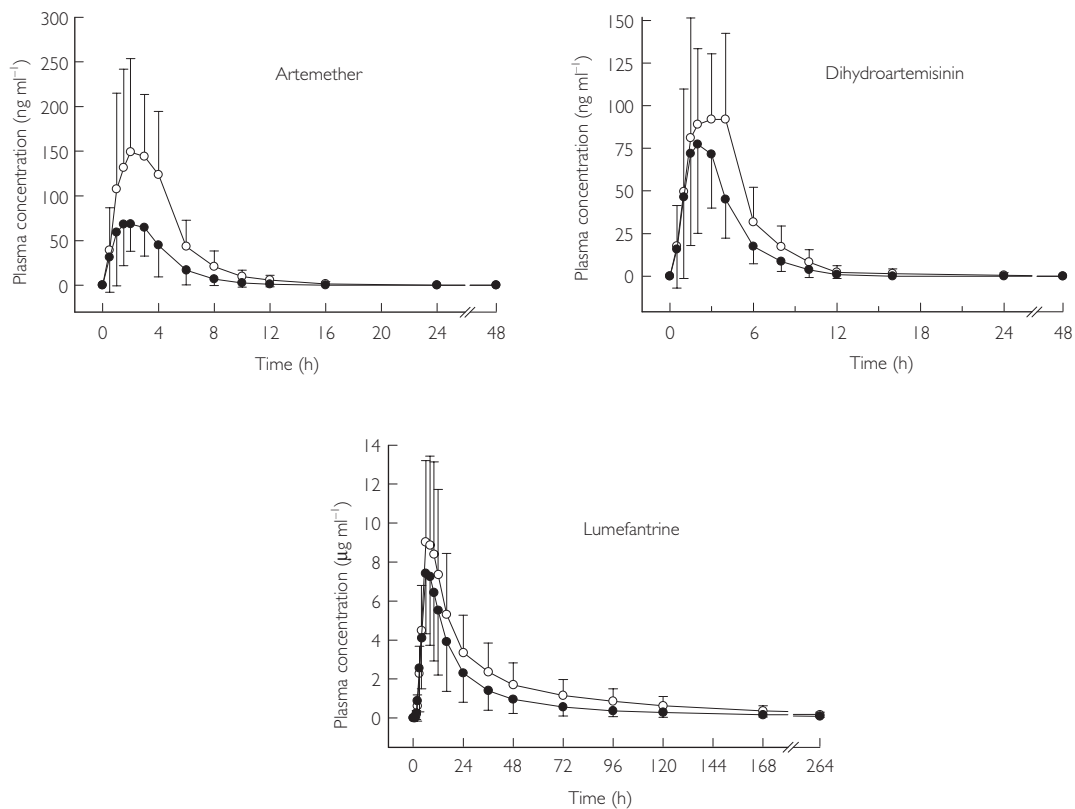 300
250
200
150
100
50
0
Plasma concentration (ng ml⁻¹)
Artemether
0 4 8 12 16 20 24 48
Time (h)
150
125
100
75
50
25
0
Plasma concentration (ng ml⁻¹)
Dihydroartemisinin
0 6 12 18 24 48
Time (h)
14
12
10
8
6
4
2
0
Plasma concentration (μg ml⁻¹)
Lumefantrine
0 24 48 72 96 120 144 168 264
Time (h)